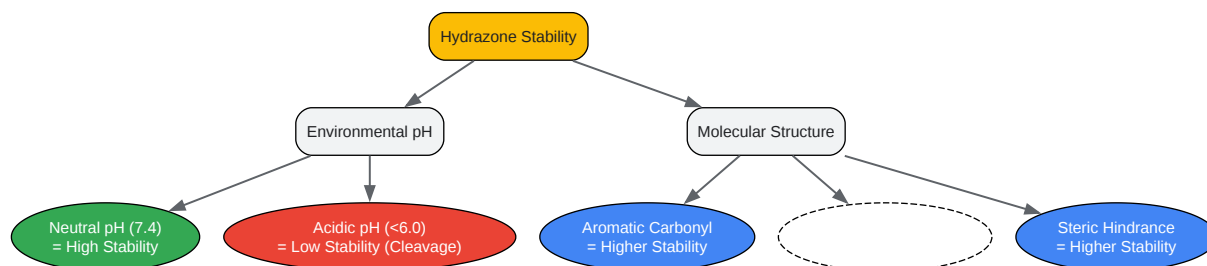 Hydrazone Stability
Environmental pH
Molecular Structure
Neutral pH (7.4)
= High Stability
Acidic pH (<6.0)
= Low Stability (Cleavage)
Aromatic Carbonyl
= Higher Stability
Steric Hindrance
= Higher Stability